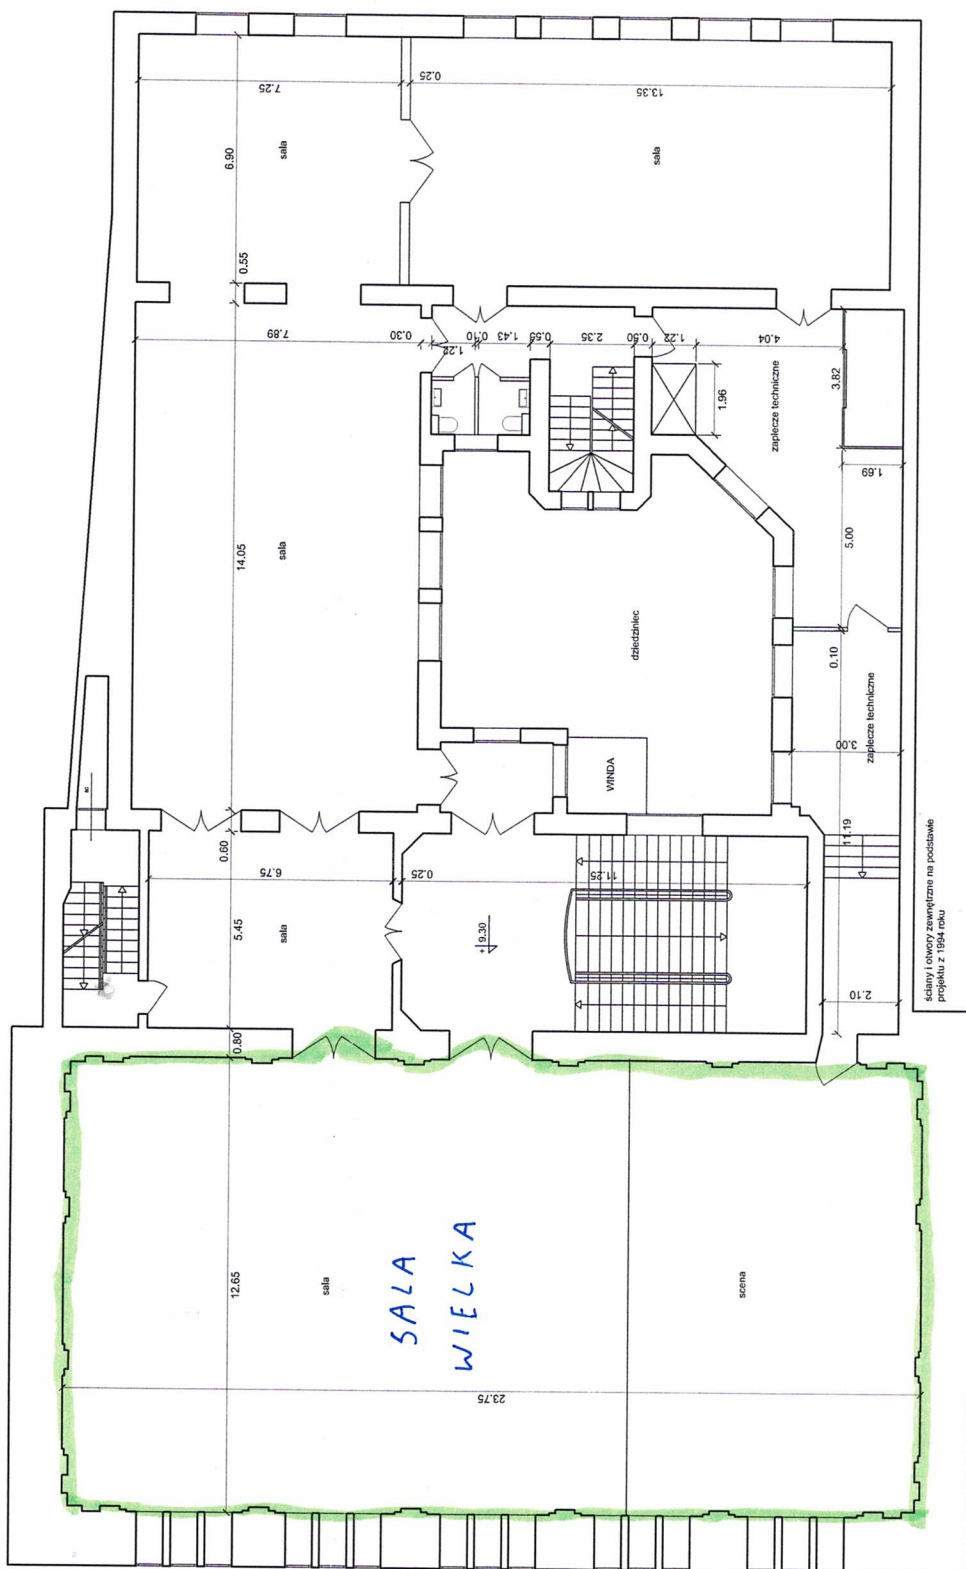 7.25
0.25
13.35
6.90
sala
sala
0.55
7.89
0.30
1.22
0.10
1.43
0.55
2.35
0.50
1.22
4.04
3.82
1.96
zaplecze techniczne
1.69
14.05
sala
5.00
dziedziniec
0.10
zaplecze techniczne
3.00
WINDA
11.19
0.60
6.75
0.25
11.25
5.45
sala
+ 9.30
2.10
ściany i otwory zewnętrzne na podstawie
projektu z 1994 roku
0.80
12.65
sala
SALA
WIELKA
scena
23.75